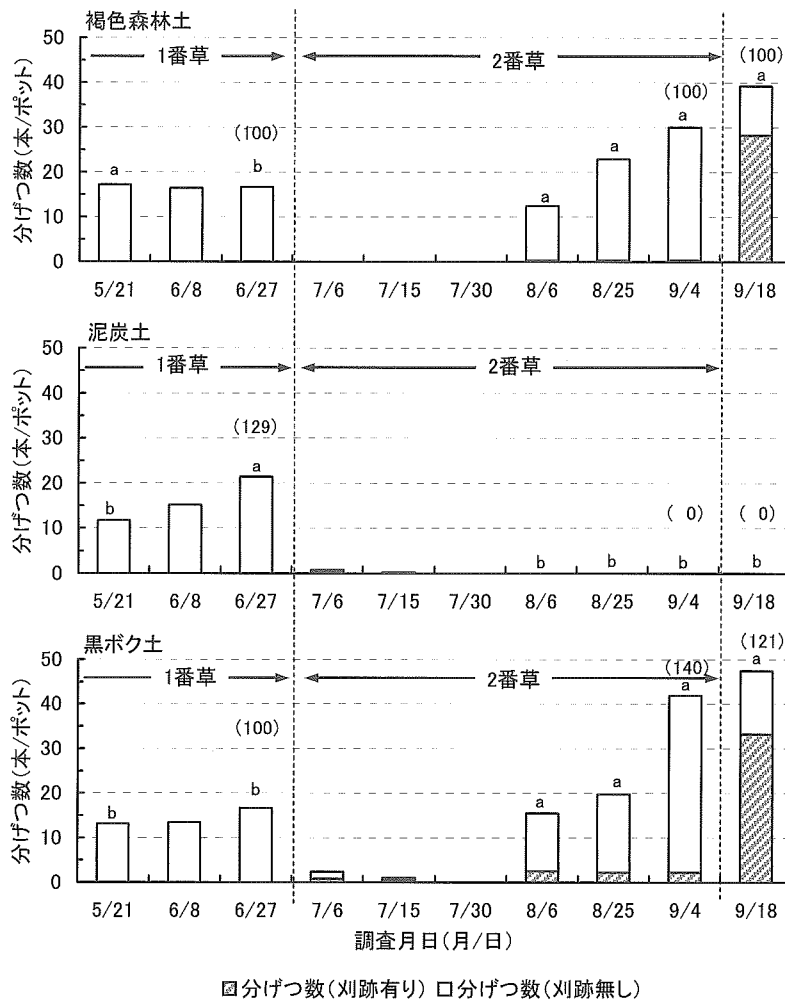 褐色森林土
50
40
30
20
10
0
1番草
2番草
(100)
(100)
(100)
a
b
a
a
a
a
5/21 6/8 6/27 7/6 7/15 7/30 8/6 8/25 9/4 9/18
分げつ数(本/ポット)
泥炭土
50
40
30
20
10
0
1番草
2番草
(129)
( 0)
( 0)
b
a
b
b
b
b
5/21 6/8 6/27 7/6 7/15 7/30 8/6 8/25 9/4 9/18
分げつ数(本/ポット)
黒ボク土
50
40
30
20
10
0
1番草
2番草
(100)
(140)
(121)
b
b
a
a
a
a
5/21 6/8 6/27 7/6 7/15 7/30 8/6 8/25 9/4 9/18
分げつ数(本/ポット)
調査月日(月/日)
分げつ数(刈跡有り) 分げつ数(刈跡無し)